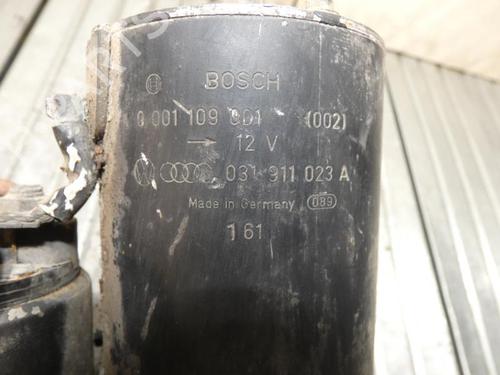 BOSCH
0 001 109 001 (002)
→ 12 V
031 911 023 A
Made in Germany 089
161